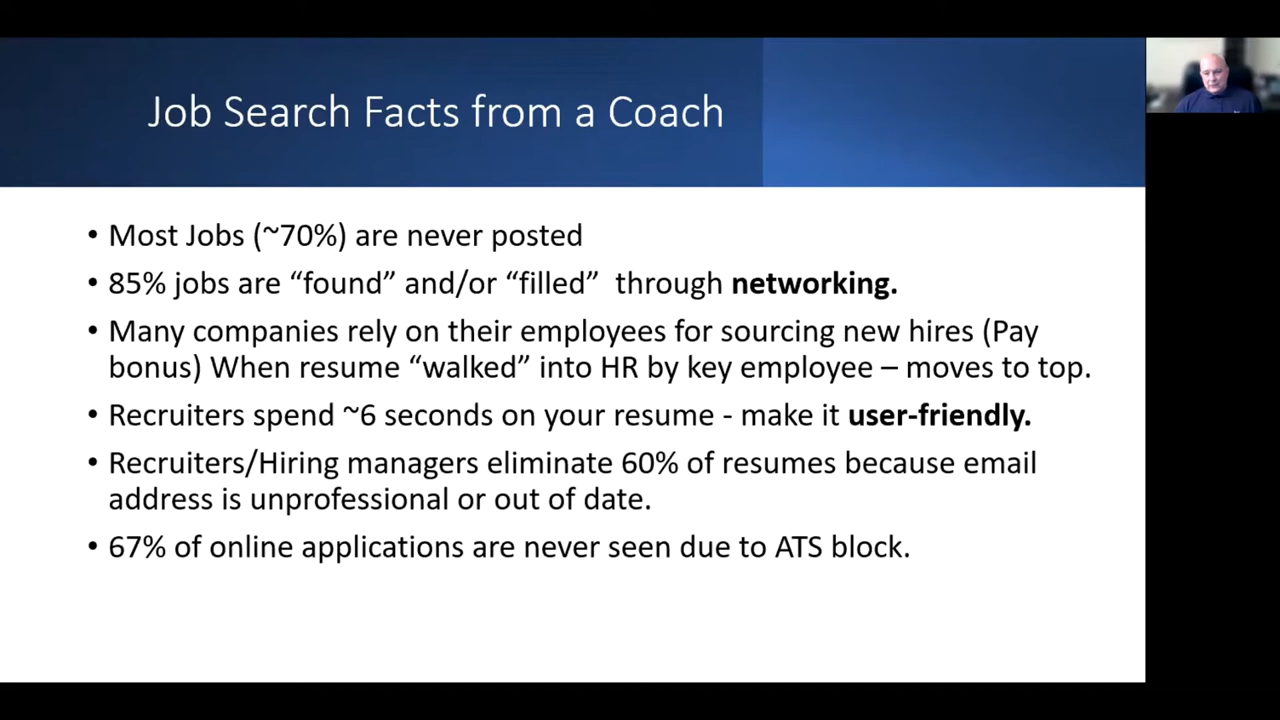 Job Search Facts from a Coach
• Most Jobs (~70%) are never posted
• 85% jobs are “found” and/or “filled”  through networking.
• Many companies rely on their employees for sourcing new hires (Pay
bonus) When resume “walked” into HR by key employee – moves to top.
• Recruiters spend ~6 seconds on your resume - make it user-friendly.
• Recruiters/Hiring managers eliminate 60% of resumes because email
address is unprofessional or out of date.
• 67% of online applications are never seen due to ATS block.